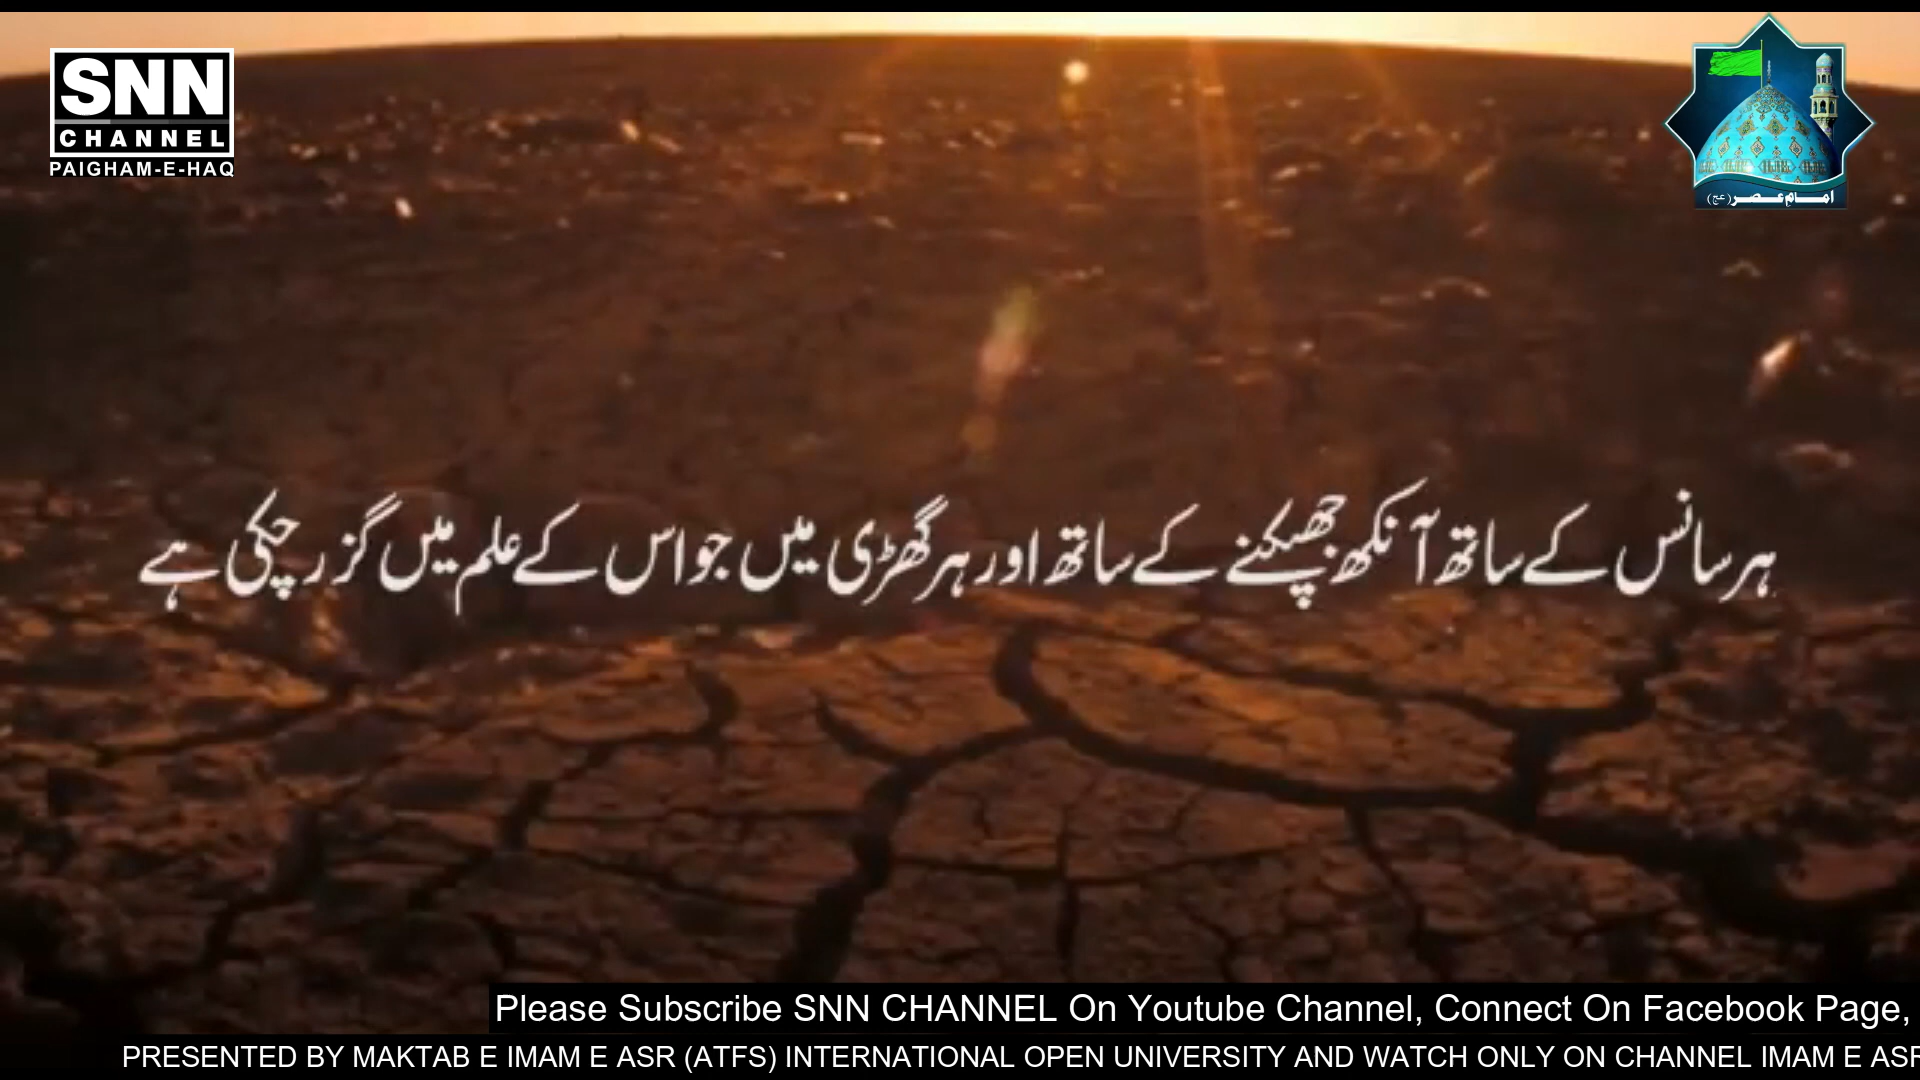 SNN
CHANNEL
PAIGHAM-E-HAQ
امام عصر (عج)
ہر سانس کے ساتھ آنکھ جھپکنے کے ساتھ اور ہر گھڑی میں جو اس کے علم میں گزر چکی ہے
Please Subscribe SNN CHANNEL On Youtube Channel, Connect On Facebook Page,
PRESENTED BY MAKTAB E IMAM E ASR (ATFS) INTERNATIONAL OPEN UNIVERSITY AND WATCH ONLY ON CHANNEL IMAM E ASR